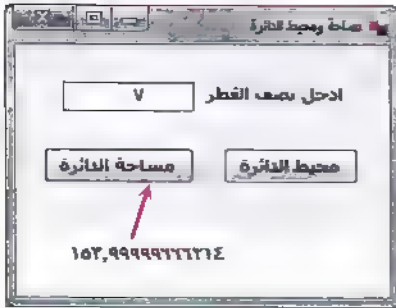 مساحة ومحيط الدائرة
ادخل نصف القطر
٧
محيط الدائرة
مساحة الدائرة
١٥٣,٩٩٩٩٩٦٦٦٢١٤